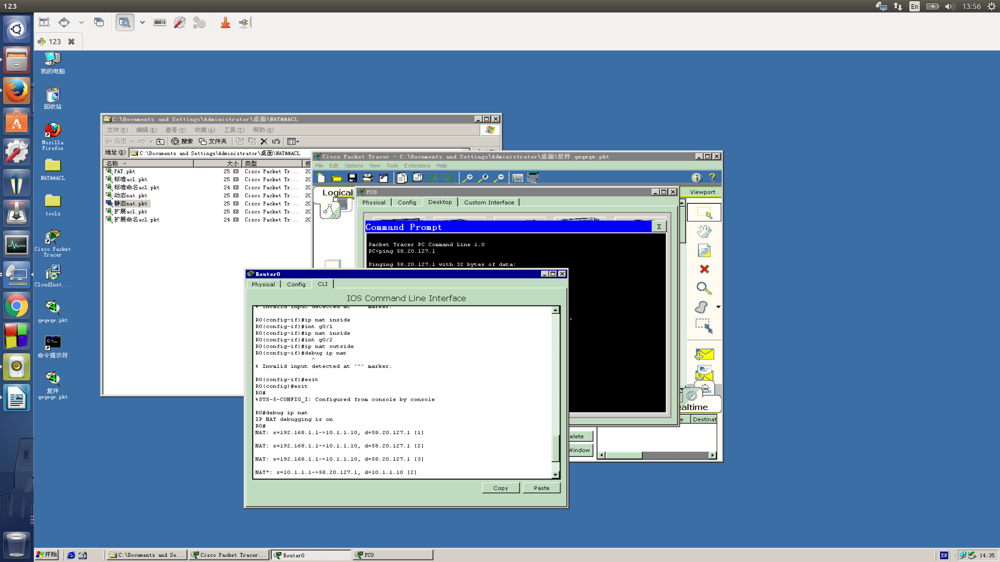 123
En
13:56
123
我的电脑
回收站
Mozilla
Firefox
NAT&&ACL
tools
Cisco Packet
Tracer
CloudInst...
qwqwqw.pkt
命令提示符
复件
qwqwqw.pkt
C:\Documents and Settings\Administrator\桌面\NAT&&ACL
文件(F) 编辑(E) 查看(V) 收藏(A) 工具(T) 帮助(H)
后退 搜索 文件夹
地址(D) C:\Documents and Settings\Administrator\桌面\NAT&&ACL
名称 大小 类型
PAT.pkt 25 KB Cisco Packet Tr...
标准acl.pkt 25 KB Cisco Packet Tr...
标准命名acl.pkt 24 KB Cisco Packet Tr...
动态nat.pkt 25 KB Cisco Packet Tr...
静态nat.pkt 25 KB Cisco Packet Tr...
扩展acl.pkt 25 KB Cisco Packet Tr...
扩展命名acl.pkt 24 KB Cisco Packet Tr...
Cisco Packet Tracer - C:\Documents and Settings\Administrator\桌面\复件 qwqwqw.pkt
File Edit Options View Tools Extensions Help
Logical
Viewport
PC0
Physical Config Desktop Custom Interface
Command Prompt
X
Packet Tracer PC Command Line 1.0
PC>ping 58.20.127.1
Pinging 58.20.127.1 with 32 bytes of data:
Router0
Physical Config CLI
IOS Command Line Interface
% Invalid input detected at marker.
R0(config-if)#ip nat inside
R0(config-if)#int g0/1
R0(config-if)#ip nat inside
R0(config-if)#int g0/2
R0(config-if)#ip nat outside
R0(config-if)#debug ip nat
^
% Invalid input detected at '^' marker.
R0(config-if)#exit
R0(config)#exit
R0#
%SYS-5-CONFIG_I: Configured from console by console
R0#debug ip nat
IP NAT debugging is on
R0#
NAT: s=192.168.1.1->10.1.1.10, d=58.20.127.1 [1]
NAT: s=192.168.1.1->10.1.1.10, d=58.20.127.1 [2]
NAT: s=192.168.1.1->10.1.1.10, d=58.20.127.1 [3]
NAT*: s=10.1.1.1->58.20.127.1, d=10.1.1.10 [2]
Copy Paste
ealtime
e Destinat
elete
Window
开始
C:\Documents and Se...
Cisco Packet Tracer...
Router0
PC0
EN
14:35